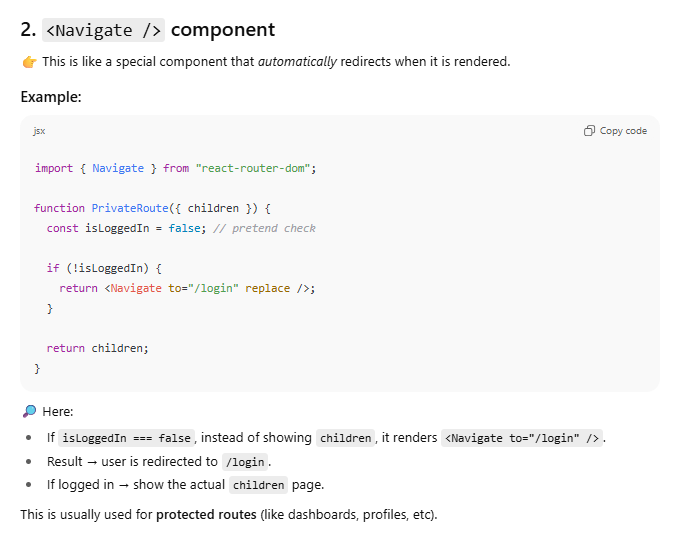 2. <Navigate /> component
👉 This is like a special component that automatically redirects when it is rendered.
Example:
jsx
Copy code
import { Navigate } from "react-router-dom";
function PrivateRoute({ children }) {
  const isLoggedIn = false; // pretend check
  if (!isLoggedIn) {
    return <Navigate to="/login" replace />;
  }
  return children;
}
🔎 Here:
• If isLoggedIn === false, instead of showing children, it renders <Navigate to="/login" />.
• Result → user is redirected to /login.
• If logged in → show the actual children page.
This is usually used for protected routes (like dashboards, profiles, etc).